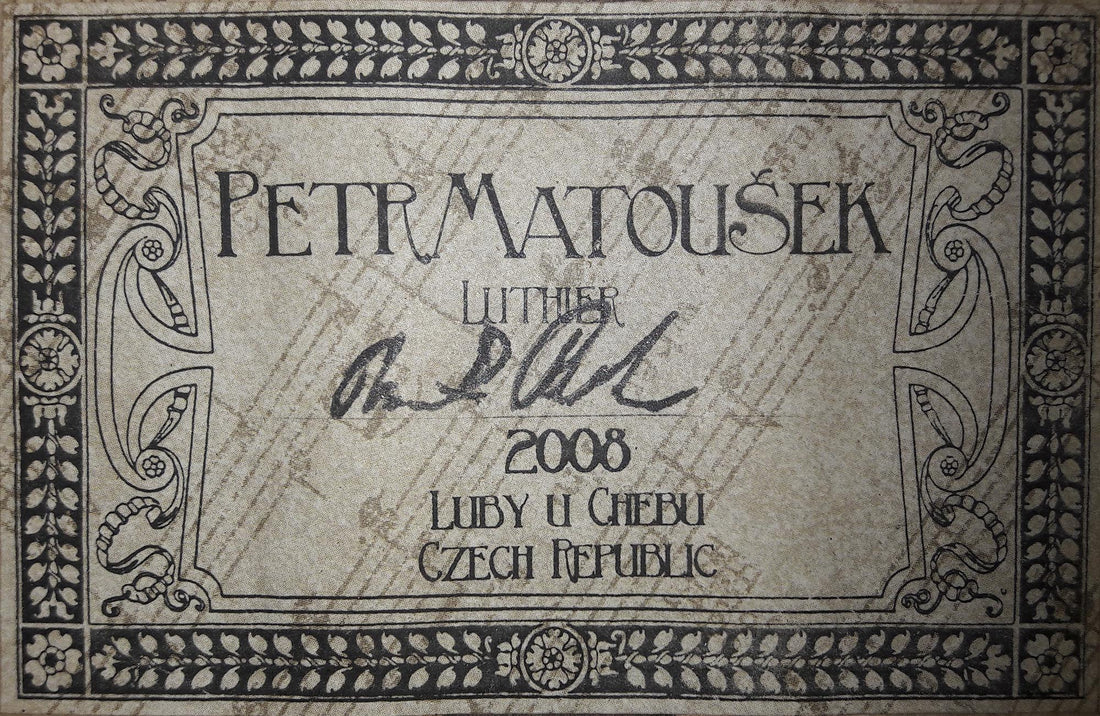 PETR MATOUŠEK
LUTHIER
2008
LUBY U CHEBU
CZECH REPUBLIC